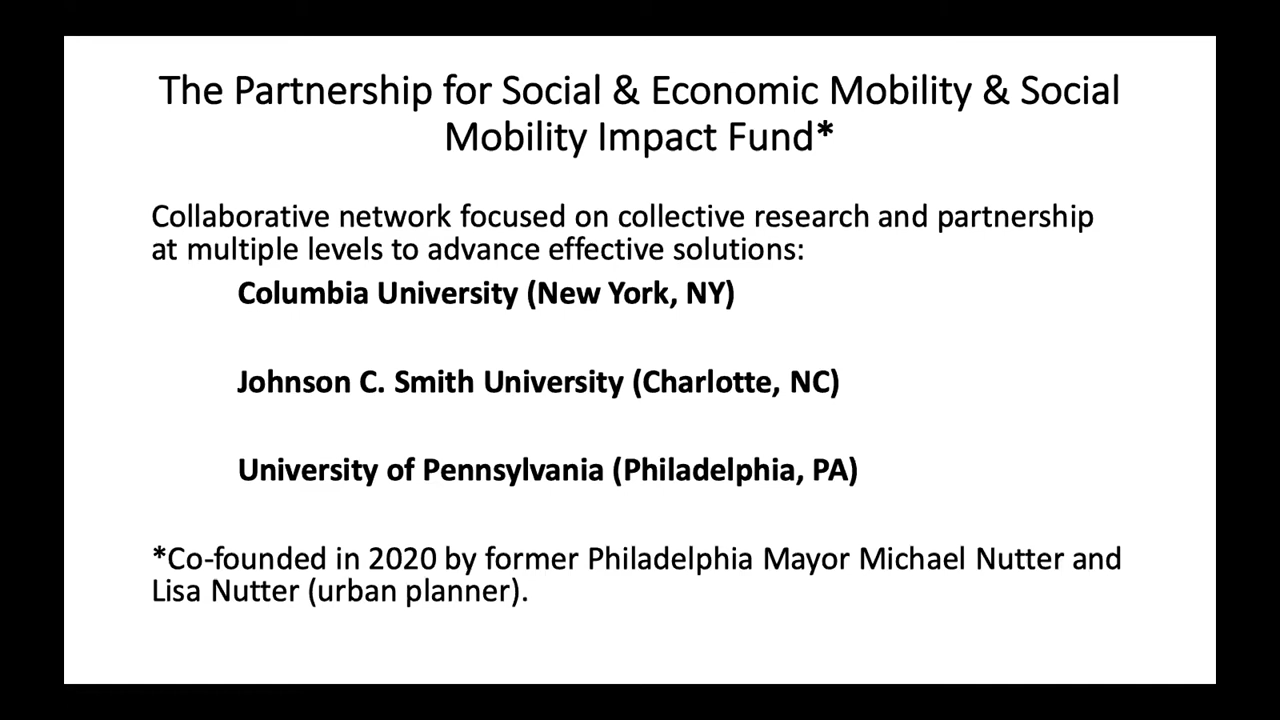 The Partnership for Social & Economic Mobility & Social
Mobility Impact Fund*
Collaborative network focused on collective research and partnership
at multiple levels to advance effective solutions:
Columbia University (New York, NY)
Johnson C. Smith University (Charlotte, NC)
University of Pennsylvania (Philadelphia, PA)
*Co-founded in 2020 by former Philadelphia Mayor Michael Nutter and
Lisa Nutter (urban planner).